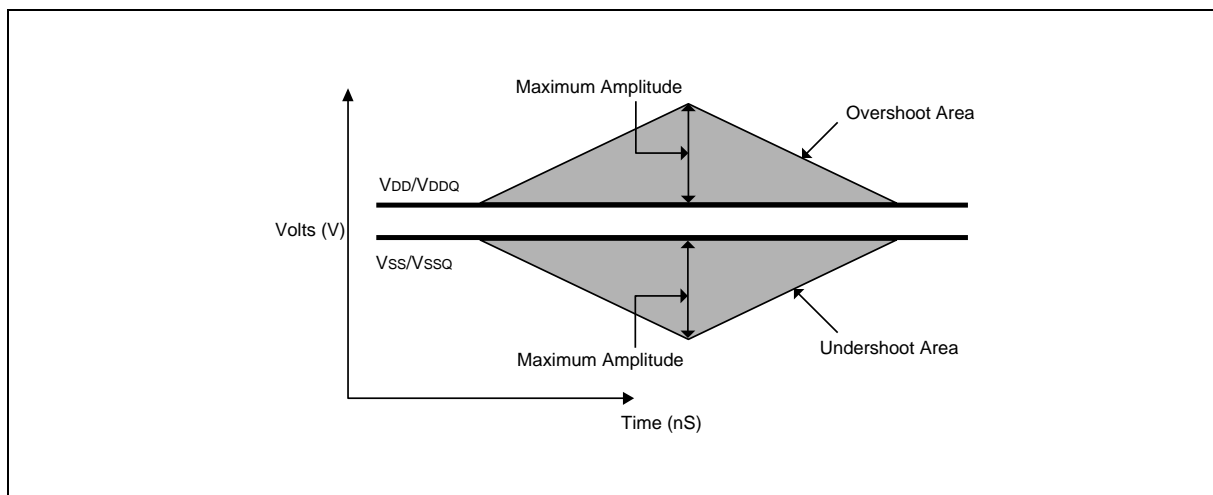 Maximum Amplitude
Overshoot Area
VDD/VDDQ
Volts (V)
VSS/VSSQ
Maximum Amplitude
Undershoot Area
Time (nS)